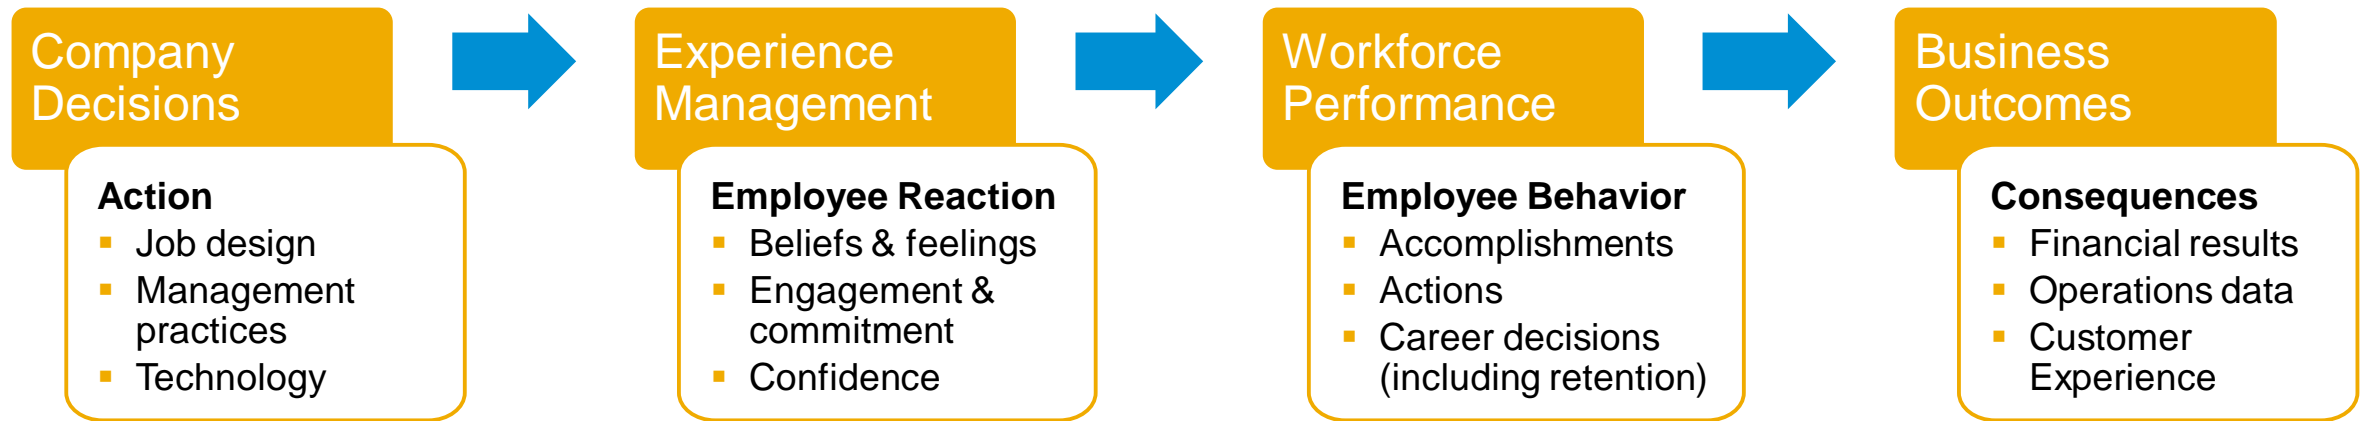 Company
Decisions
Action
▪ Job design
▪ Management
practices
▪ Technology
Experience
Management
Employee Reaction
▪ Beliefs & feelings
▪ Engagement &
commitment
▪ Confidence
Workforce
Performance
Employee Behavior
▪ Accomplishments
▪ Actions
▪ Career decisions
(including retention)
Business
Outcomes
Consequences
▪ Financial results
▪ Operations data
▪ Customer
Experience